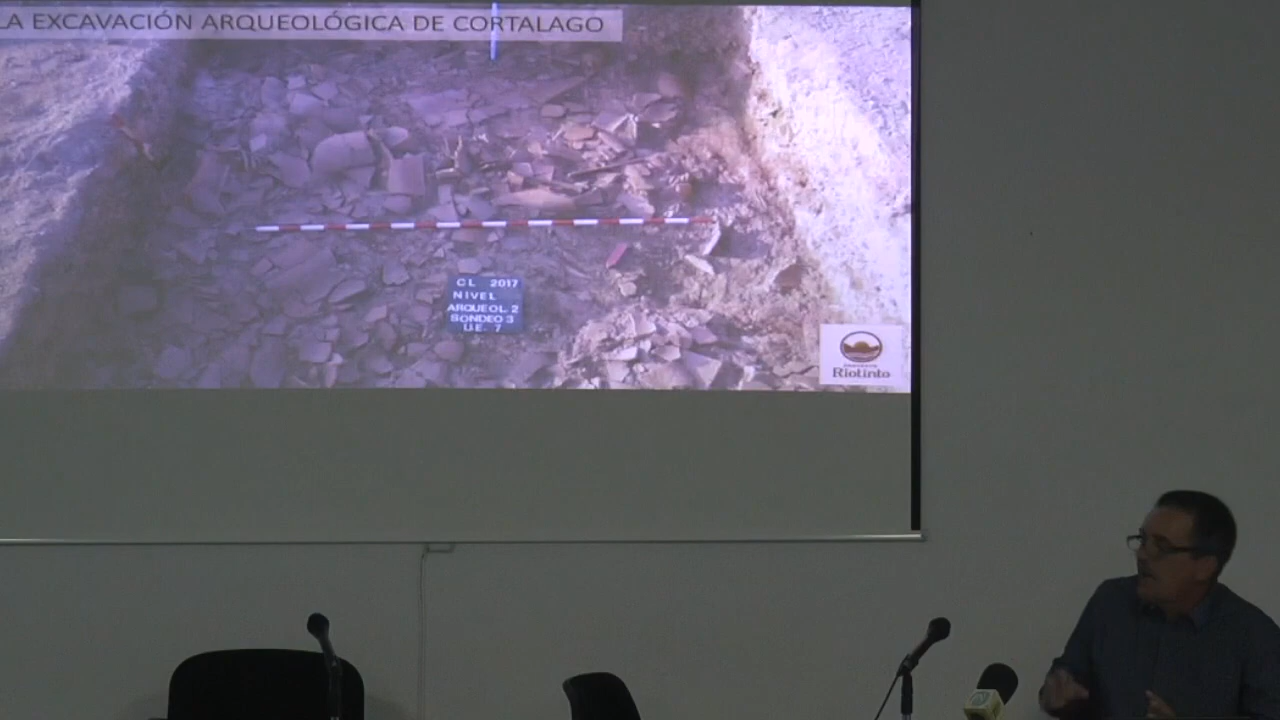 LA EXCAVACIÓN ARQUEOLÓGICA DE CORTALAGO
CL 2017
NIVEL
ARQUEOL. 2
SONDEO 3
U.E. 7
Riotinto